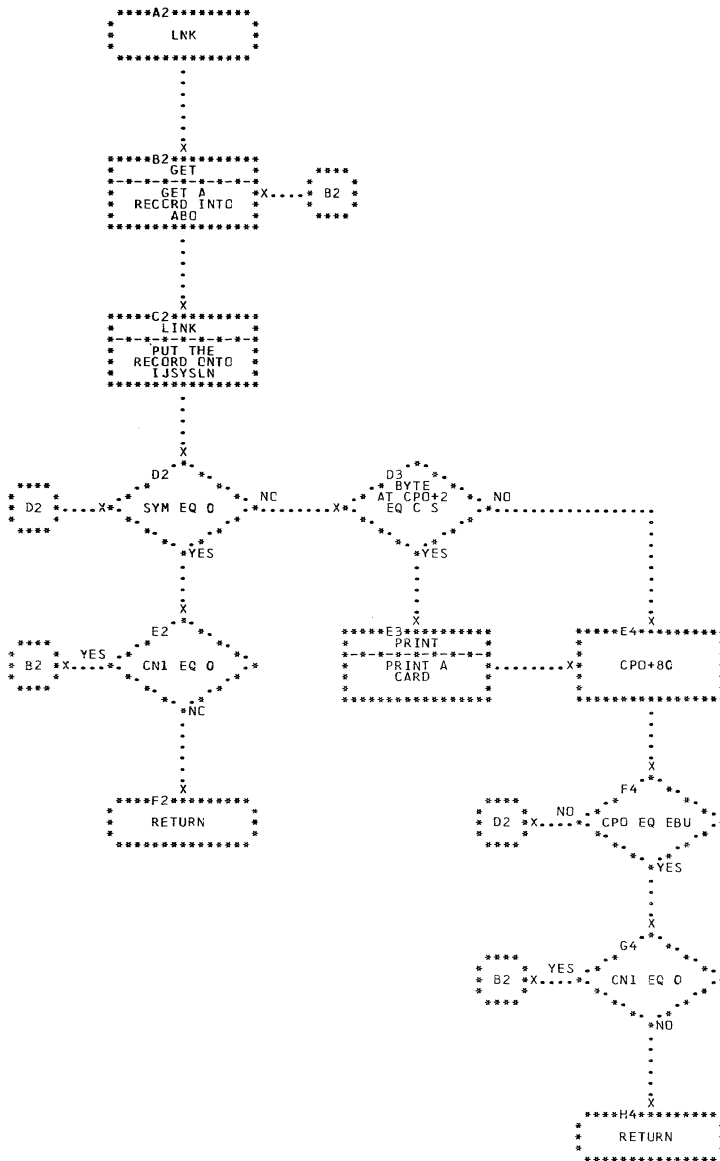 A2
LNK
B2
GET
GET A
RECCRD INTO
ABO
B2
C2
LINK
PUT THE
RECORD ONTO
IJSYSLN
D2
D2
SYM EQ 0
NC
YES
D3
BYTE
AT CPO+2
EQ C S
NO
YES
E2
B2
YES
CN1 EQ 0
NC
E3
PRINT
PRINT A
CARD
E4
CPO+80
F2
RETURN
F4
D2
NO
CPO EQ EBU
YES
G4
B2
YES
CN1 EQ 0
NO
H4
RETURN